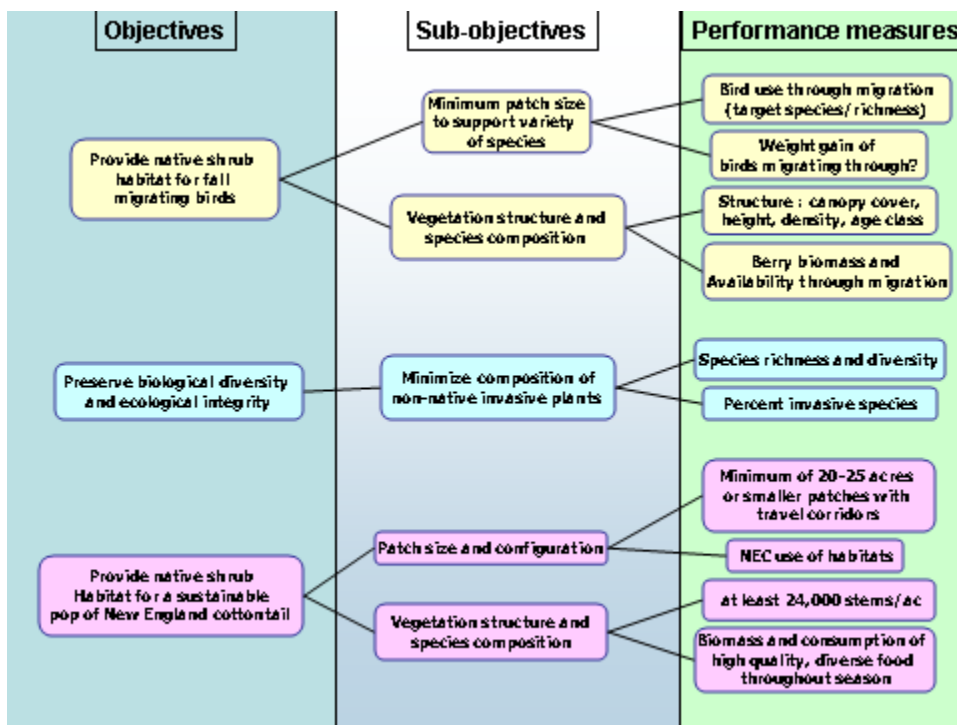 Objectives
Sub-objectives
Performance measures
Provide native shrub
habitat for fall
migrating birds
Minimum patch size
to support variety
of species
Bird use through migration
(target species/richness)
Weight gain of
birds migrating through?
Vegetation structure and
species composition
Structure : canopy cover,
height, density, age class
Berry biomass and
Availability through migration
Preserve biological diversity
and ecological integrity
Minimize composition of
non-native invasive plants
Species richness and diversity
Percent invasive species
Provide native shrub
Habitat for a sustainable
pop of New England cottontail
Patch size and configuration
Minimum of 20-25 acres
or smaller patches with
travel corridors
NEC use of habitats
Vegetation structure and
species composition
at least 24,000 stems/ac
Biomass and consumption of
high quality, diverse food
throughout season